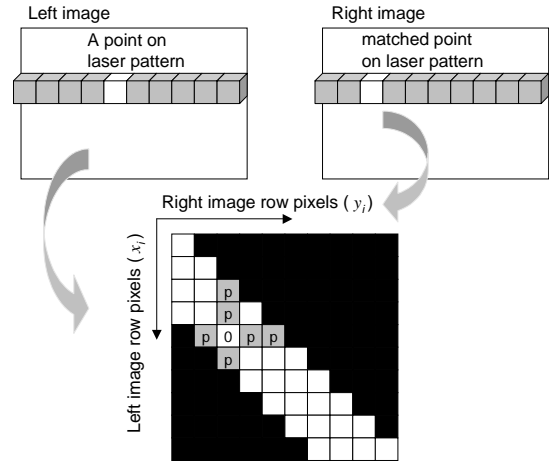 Left image
Right image
A point on
laser pattern
matched point
on laser pattern
Right image row pixels ( y_i )
Left image row pixels ( x_i )
p
p
p 0 p p
p